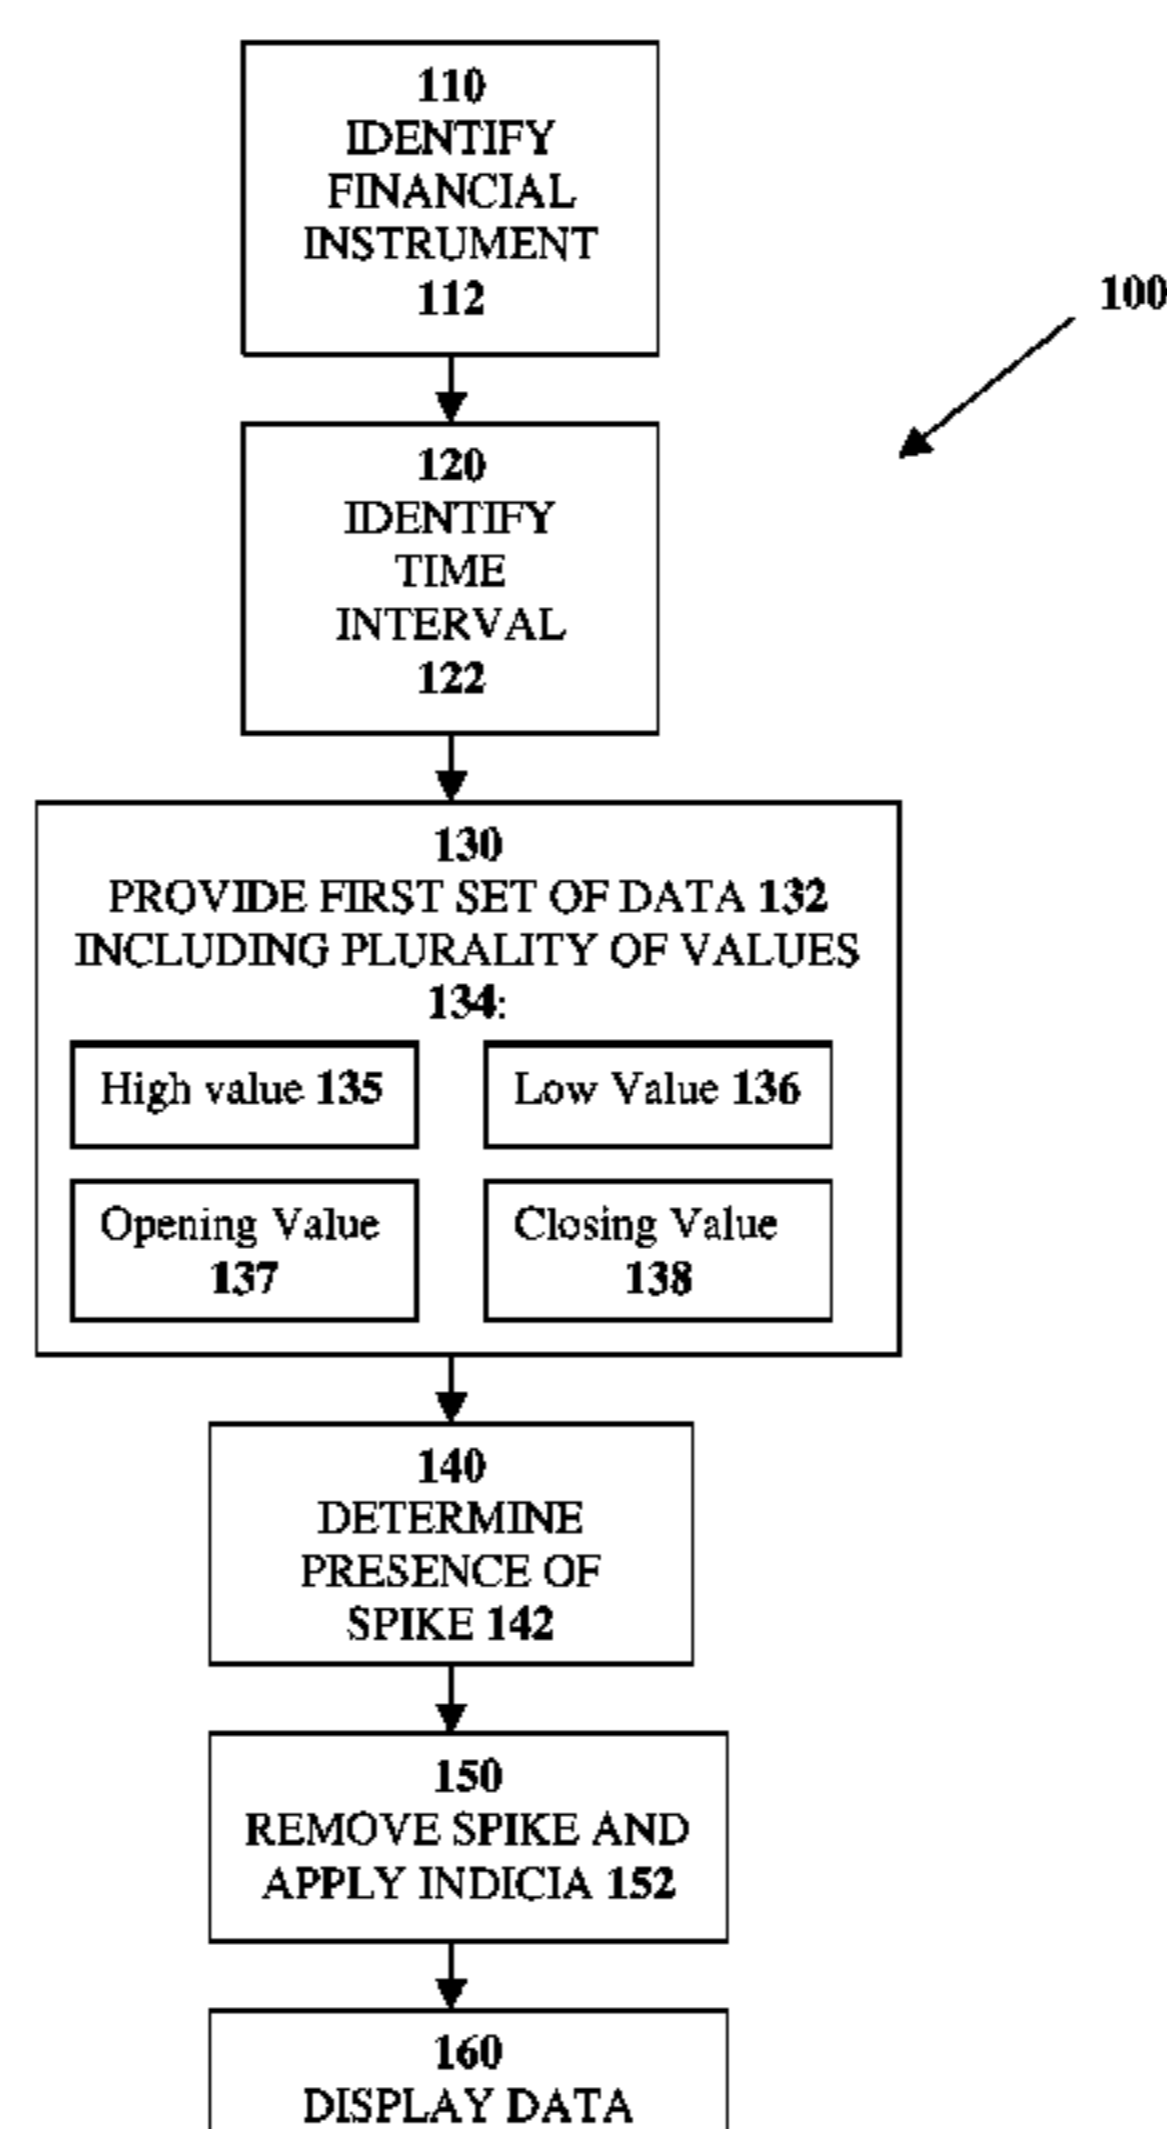 110
IDENTIFY
FINANCIAL
INSTRUMENT
112
100
120
IDENTIFY
TIME
INTERVAL
122
130
PROVIDE FIRST SET OF DATA 132
INCLUDING PLURALITY OF VALUES
134:
High value 135
Low Value 136
Opening Value
137
Closing Value
138
140
DETERMINE
PRESENCE OF
SPIKE 142
150
REMOVE SPIKE AND
APPLY INDICIA 152
160
DISPLAY DATA